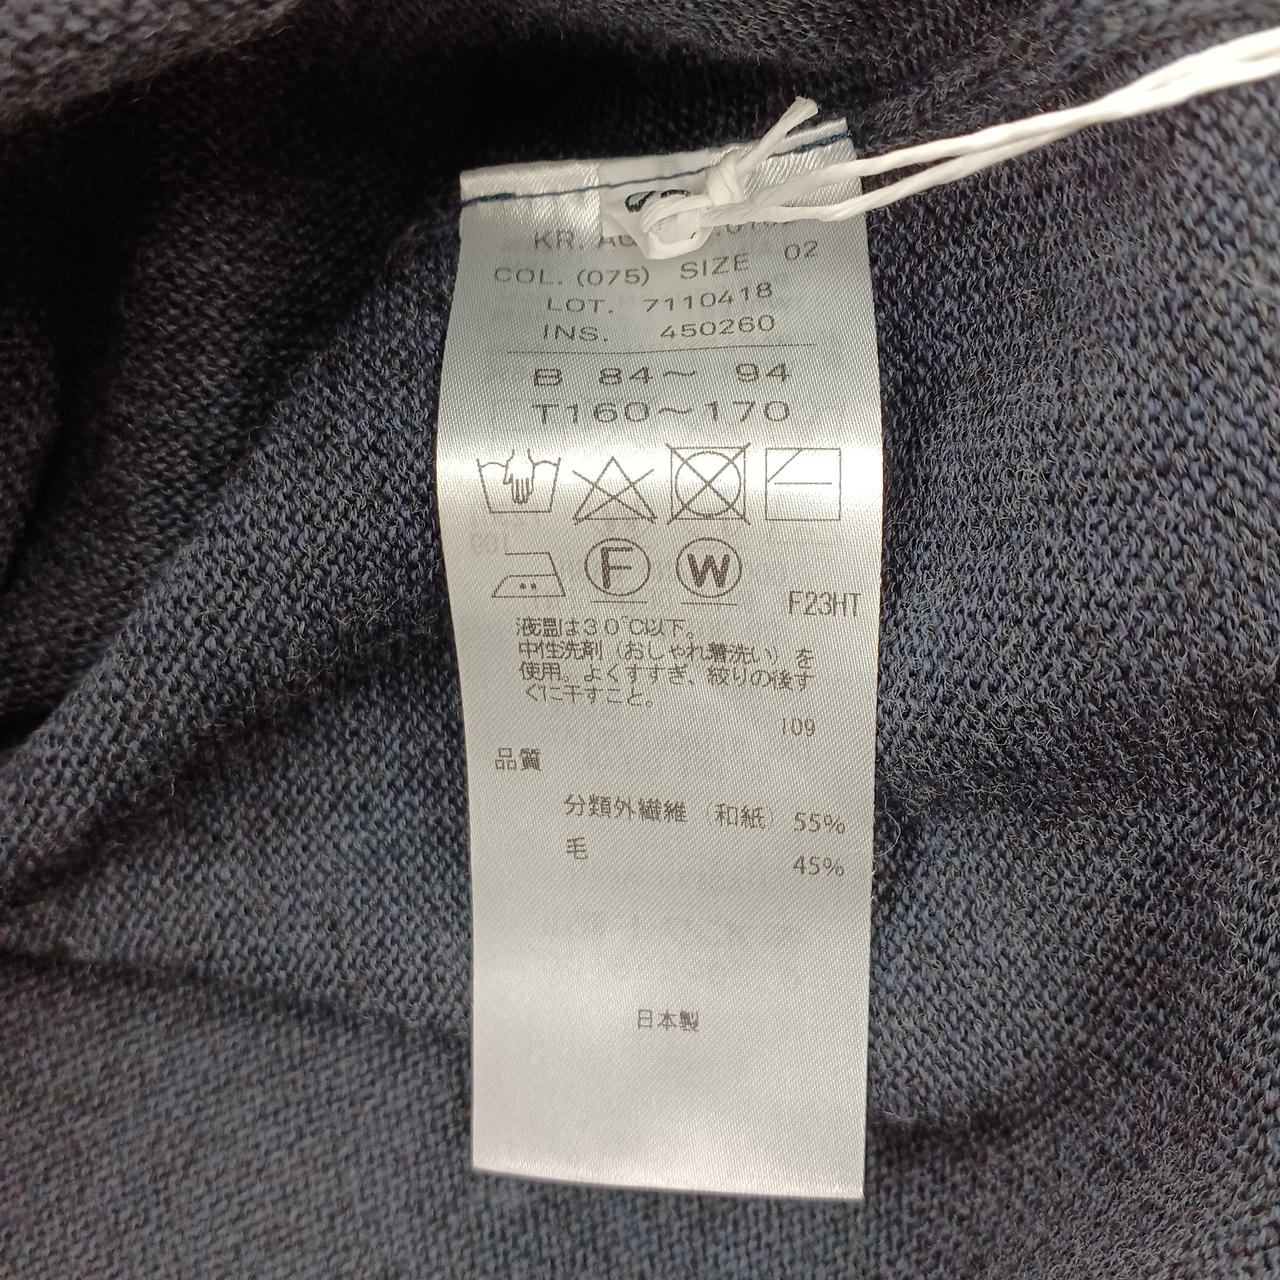 KR.
COL. (075) SIZE 02
LOT. 7110418
INS. 450260
B 84～ 94
T160～170
F W
F23HT
液温は30℃以下。
中性洗剤（おしゃれ着洗い）を
使用。よくすすぎ、絞りの後す
ぐに干すこと。
109
品質
分類外繊維（和紙） 55%
毛 45%
日本製